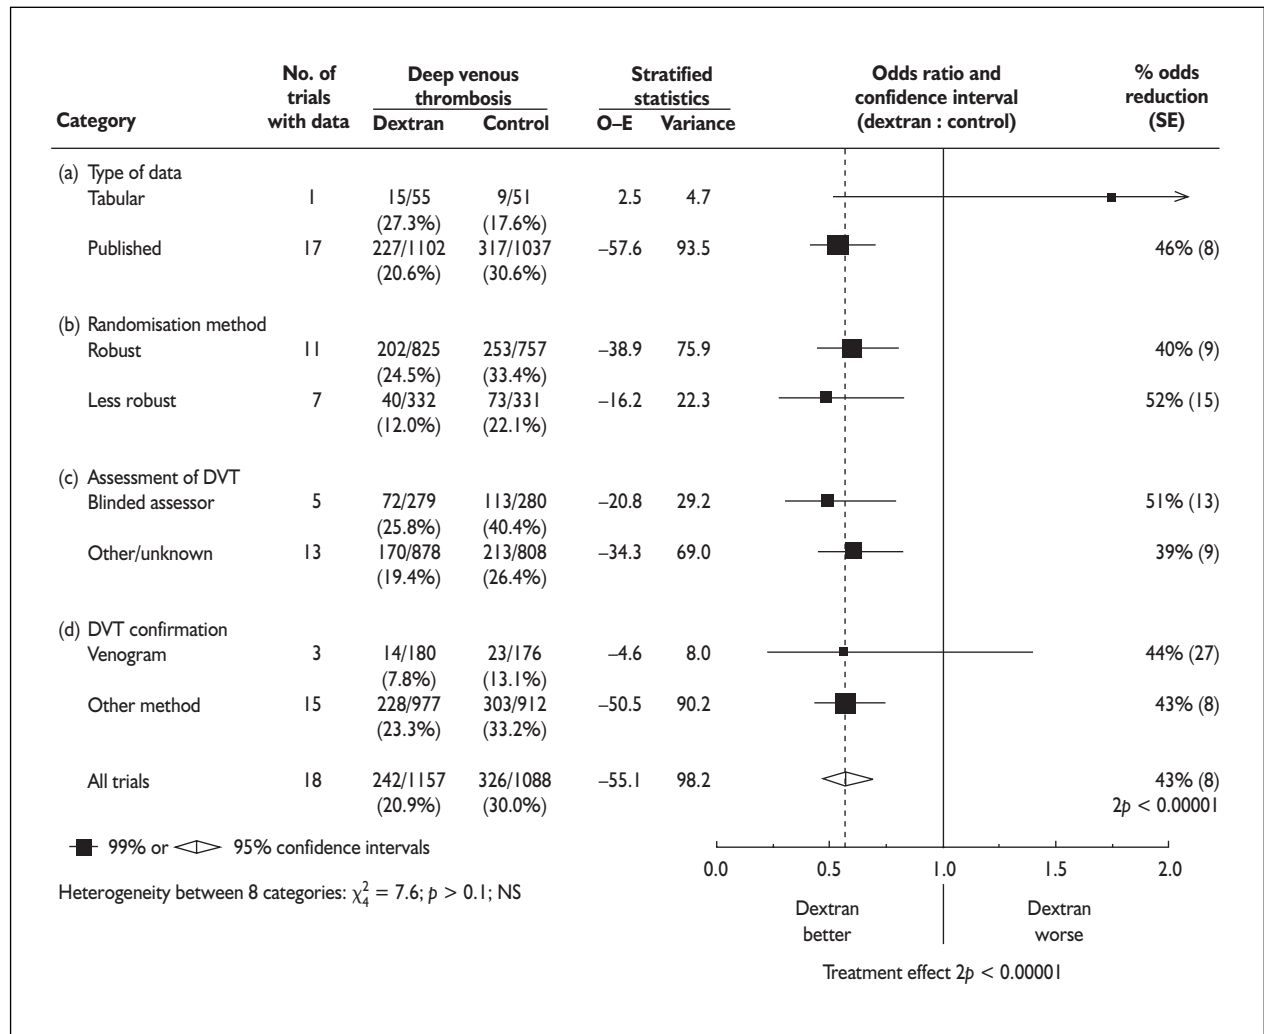 No. of Deep venous Stratified Odds ratio and % odds
trials thrombosis statistics confidence interval reduction
Category with data Dextran Control O–E Variance (dextran : control) (SE)
(a) Type of data
Tabular 1 15/55 9/51 2.5 4.7
(27.3%) (17.6%)
Published 17 227/1102 317/1037 –57.6 93.5 46% (8)
(20.6%) (30.6%)
(b) Randomisation method
Robust 11 202/825 253/757 –38.9 75.9 40% (9)
(24.5%) (33.4%)
Less robust 7 40/332 73/331 –16.2 22.3 52% (15)
(12.0%) (22.1%)
(c) Assessment of DVT
Blinded assessor 5 72/279 113/280 –20.8 29.2 51% (13)
(25.8%) (40.4%)
Other/unknown 13 170/878 213/808 –34.3 69.0 39% (9)
(19.4%) (26.4%)
(d) DVT confirmation
Venogram 3 14/180 23/176 –4.6 8.0 44% (27)
(7.8%) (13.1%)
Other method 15 228/977 303/912 –50.5 90.2 43% (8)
(23.3%) (33.2%)
All trials 18 242/1157 326/1088 –55.1 98.2 43% (8)
(20.9%) (30.0%) 2p < 0.00001
99% or 95% confidence intervals
0.0 0.5 1.0 1.5 2.0
Heterogeneity between 8 categories: χ²₄ = 7.6; p > 0.1; NS
Dextran Dextran
better worse
Treatment effect 2p < 0.00001